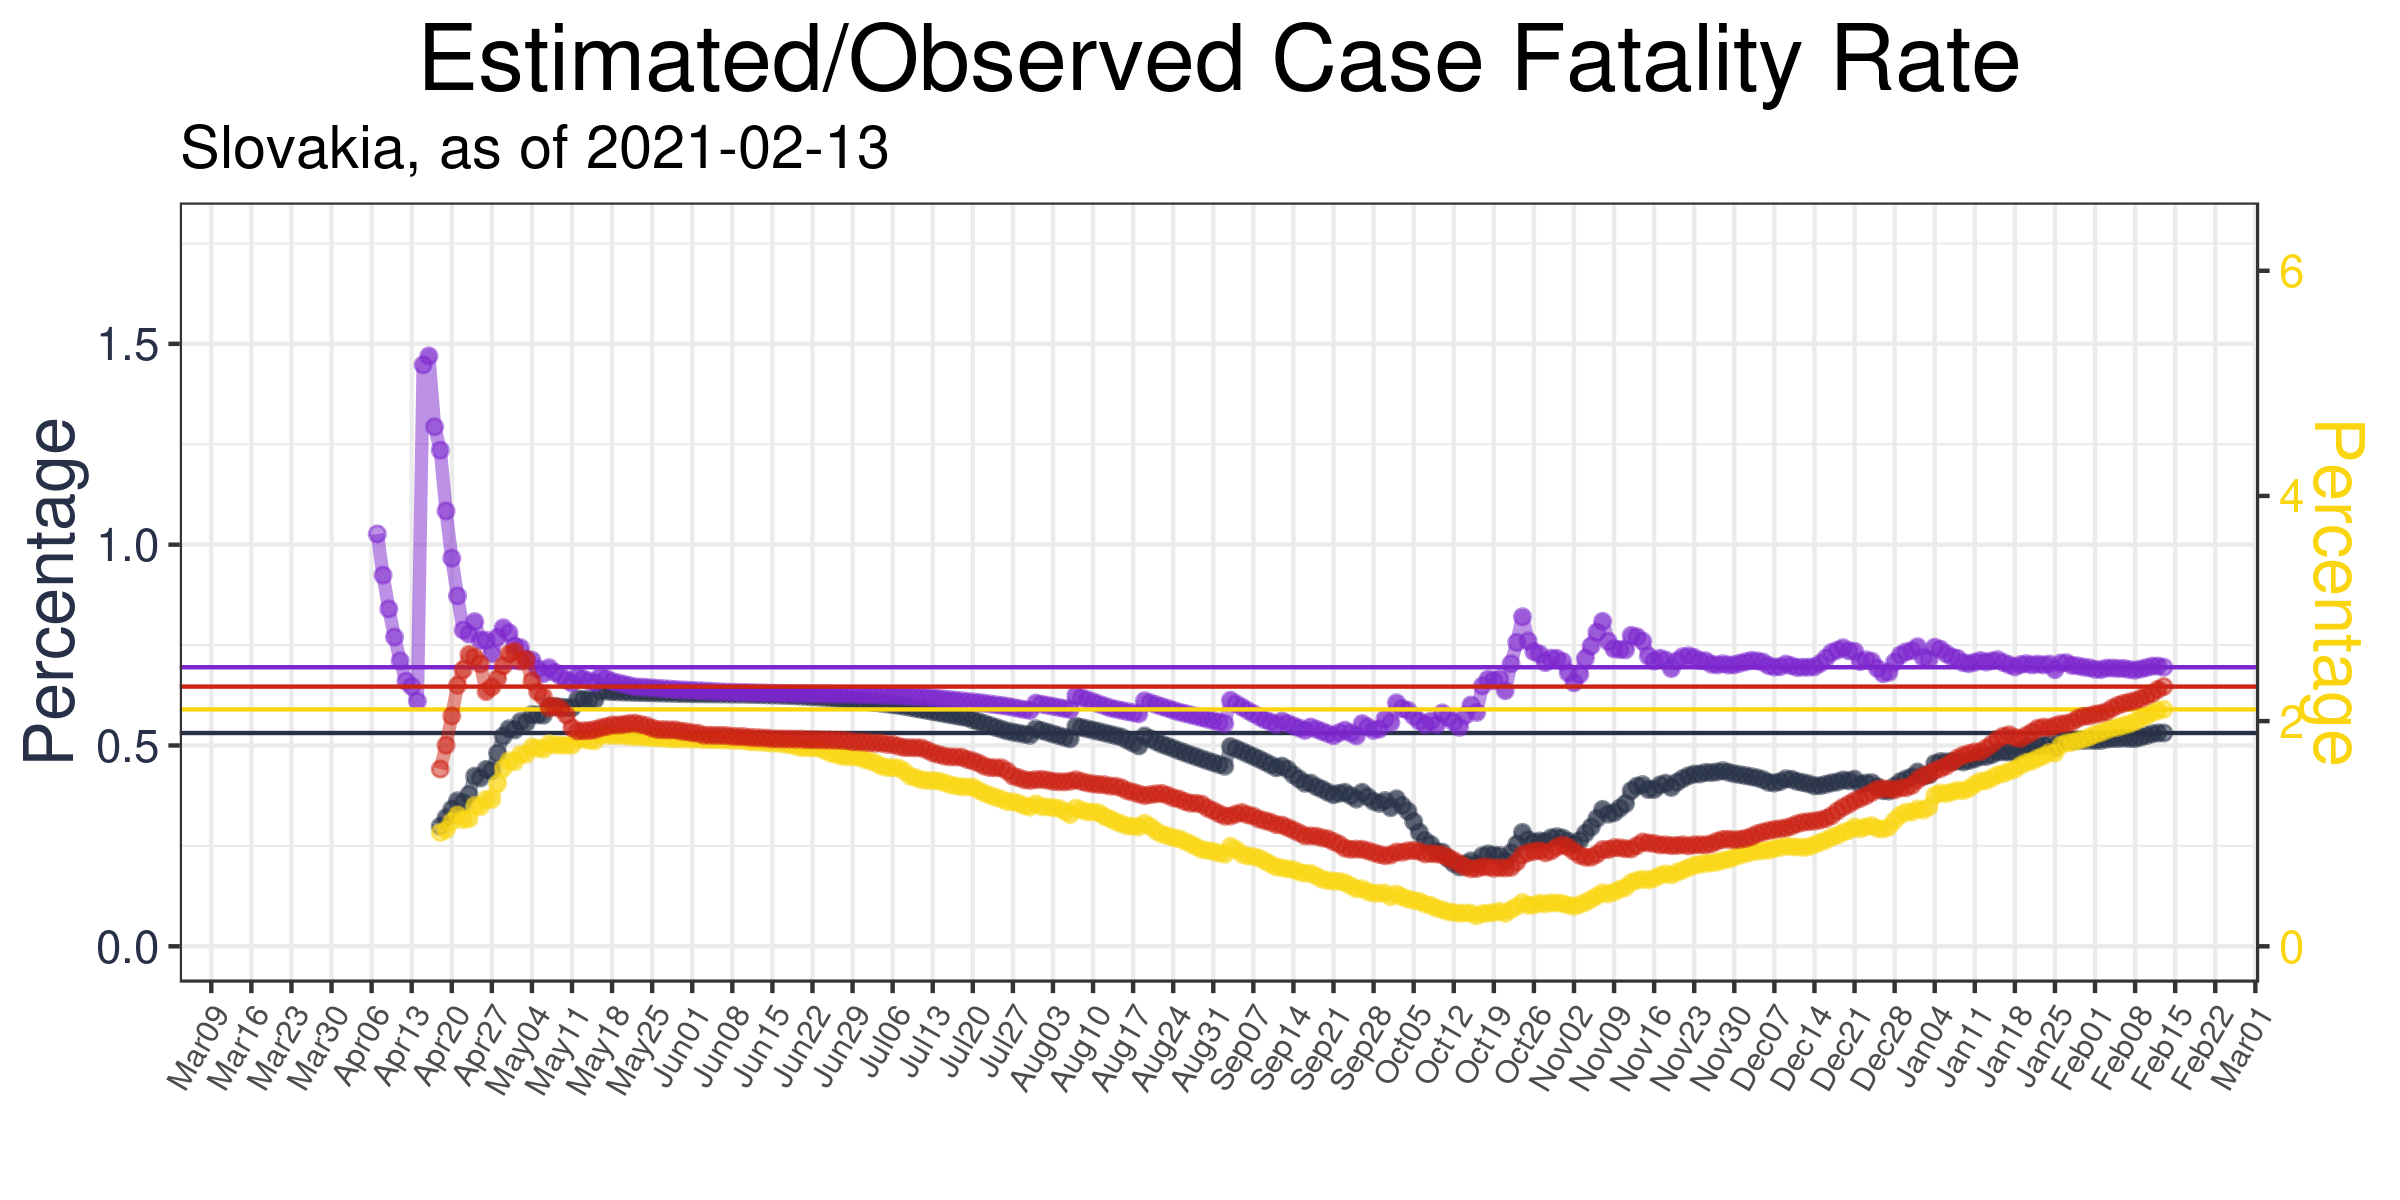 Estimated/Observed Case Fatality Rate
Slovakia, as of 2021-02-13
Percentage
1.5
1.0
0.5
0.0
6
4
2
0
Percentage
Mar09
Mar16
Mar23
Mar30
Apr06
Apr13
Apr20
Apr27
May04
May11
May18
May25
Jun01
Jun08
Jun15
Jun22
Jun29
Jul06
Jul13
Jul20
Jul27
Aug03
Aug10
Aug17
Aug24
Aug31
Sep07
Sep14
Sep21
Sep28
Oct05
Oct12
Oct19
Oct26
Nov02
Nov09
Nov16
Nov23
Nov30
Dec07
Dec14
Dec21
Dec28
Jan04
Jan11
Jan18
Jan25
Feb01
Feb08
Feb15
Feb22
Mar01